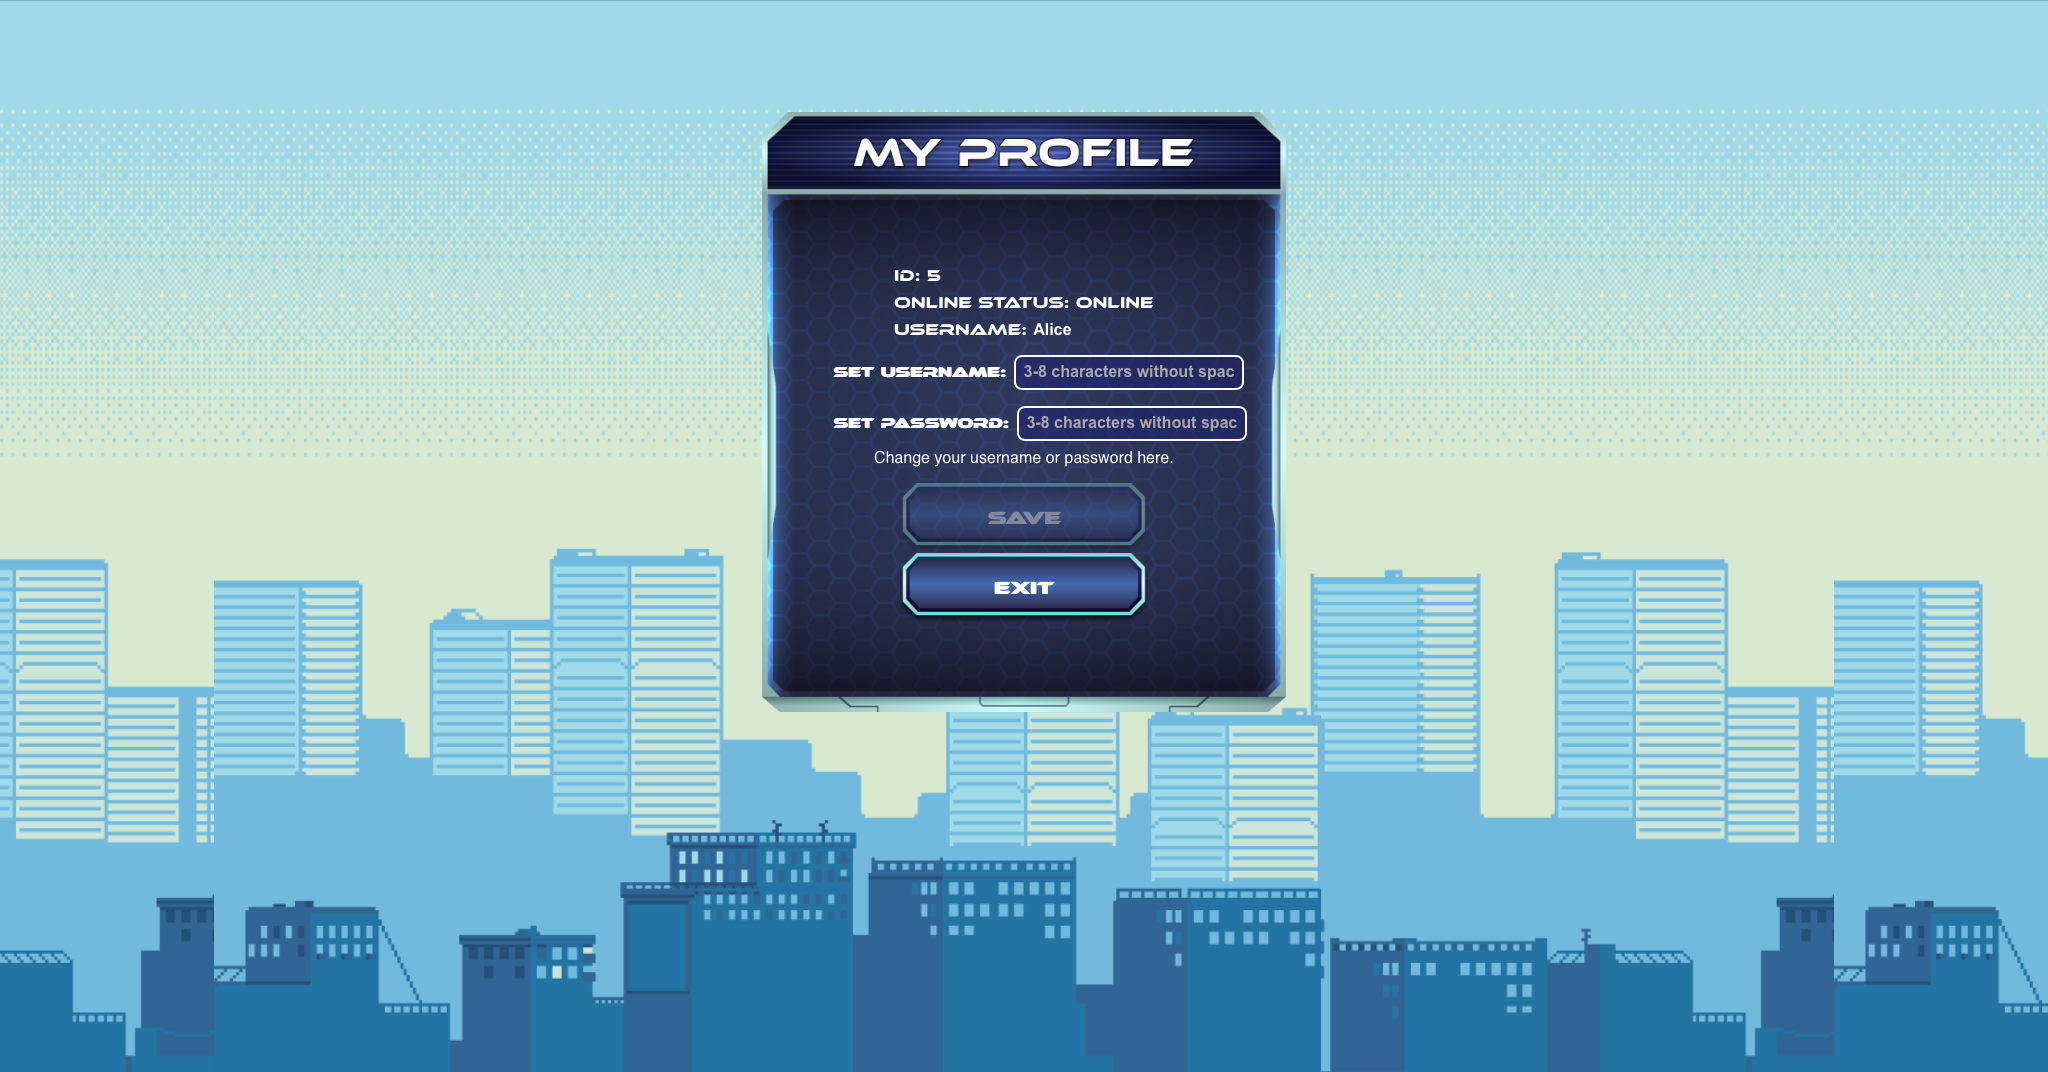 MY PROFILE
ID: 5
ONLINE STATUS: ONLINE
USERNAME: Alice
SET USERNAME: 3-8 characters without spac
SET PASSWORD: 3-8 characters without spac
Change your username or password here.
SAVE
EXIT